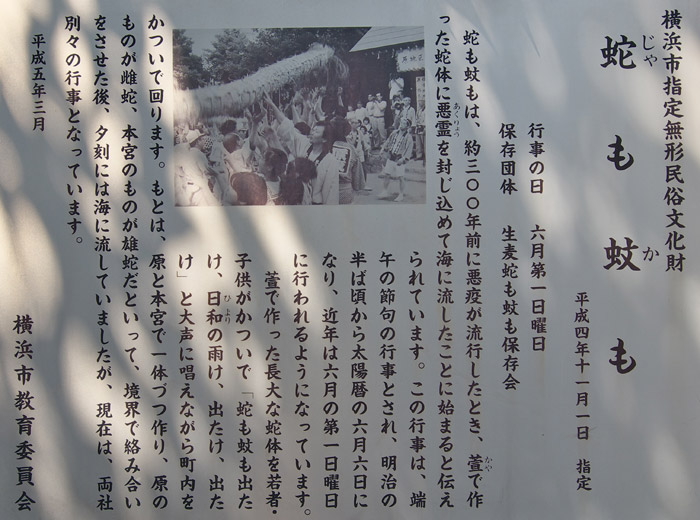 横浜市指定無形民俗文化財
蛇も蚊も
じゃ
か
平成四年十一月一日 指定
行事の日 六月第一日曜日
保存団体 生麦蛇も蚊も保存会
蛇も蚊もは、約三〇〇年前に悪疫が流行したとき、萱で作
かや
った蛇体に悪霊を封じ込めて海に流したことに始まると伝え
あくりょう
られています。この行事は、端
午の節句の行事とされ、明治の
半ば頃から太陽暦の六月六日に
なり、近年は六月の第一日曜日
に行われるようになっています。
萱で作った長大な蛇体を若者・
子供がかついで「蛇も蚊も出た
け、日和の雨け、出たけ、出た
ひより
け」と大声に唱えながら町内を
かついで回ります。もとは、原と本宮で一体づつ作り、原の
ものが雌蛇、本宮のものが雄蛇だといって、境界で絡み合い
をさせた後、夕刻には海に流していましたが、現在は、両社
別々の行事となっています。
平成五年三月
横浜市教育委員会